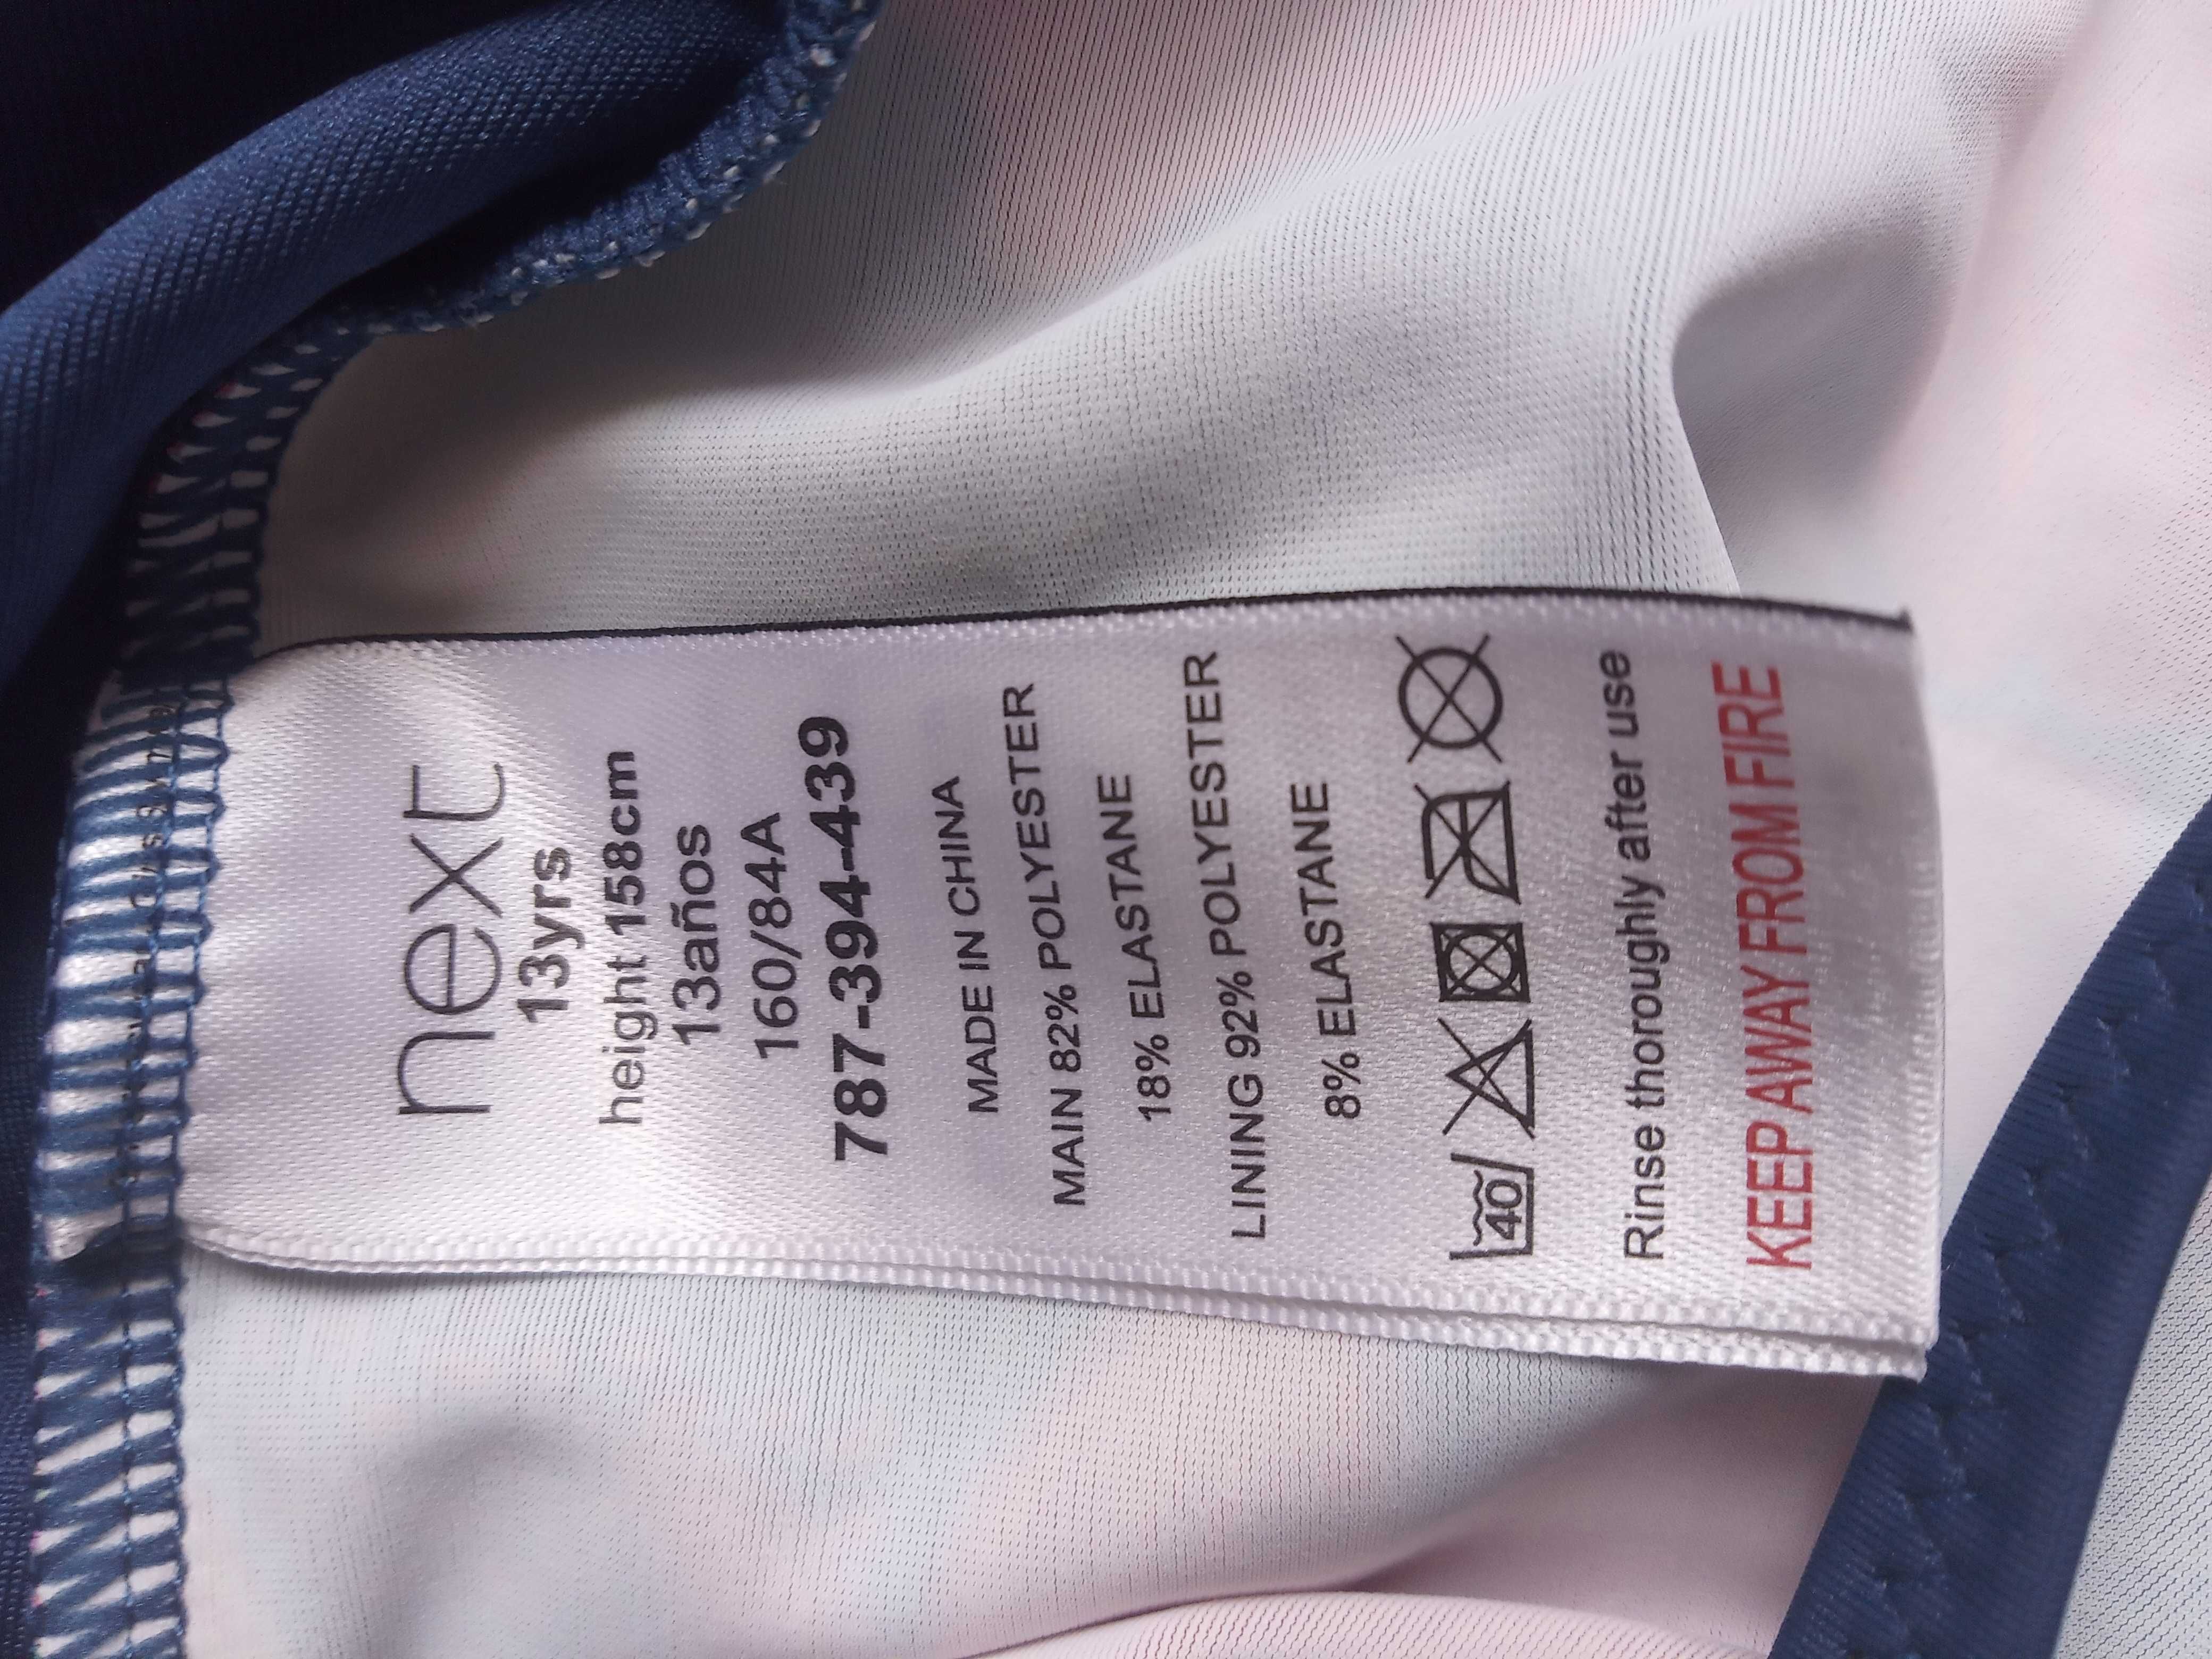 next
13yrs
height 158cm
13años
160/84A
787-394-439
MADE IN CHINA
MAIN 82% POLYESTER
18% ELASTANE
LINING 92% POLYESTER
8% ELASTANE
40
Rinse thoroughly after use
KEEP AWAY FROM FIRE